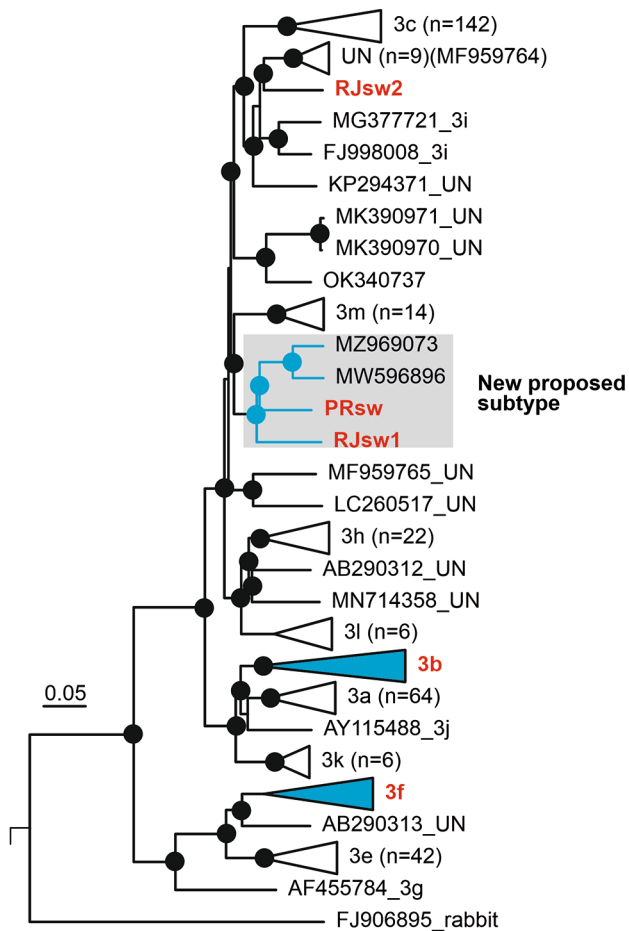 3c (n=142)
UN (n=9)(MF959764)
RJsw2
MG377721_3i
FJ998008_3i
KP294371_UN
MK390971_UN
MK390970_UN
OK340737
3m (n=14)
MZ969073
MW596896
PRsw
RJsw1
New proposed
subtype
MF959765_UN
LC260517_UN
3h (n=22)
AB290312_UN
MN714358_UN
3l (n=6)
3b
3a (n=64)
AY115488_3j
3k (n=6)
0.05
3f
AB290313_UN
3e (n=42)
AF455784_3g
FJ906895_rabbit